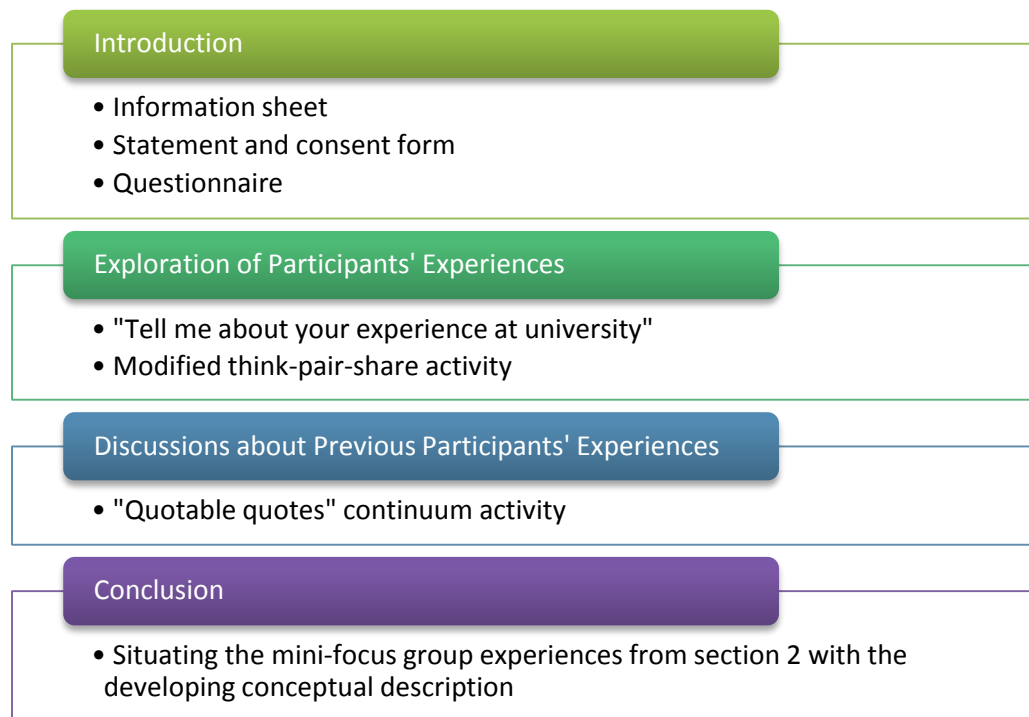 Introduction
• Information sheet
• Statement and consent form
• Questionnaire
Exploration of Participants' Experiences
• "Tell me about your experience at university"
• Modified think-pair-share activity
Discussions about Previous Participants' Experiences
• "Quotable quotes" continuum activity
Conclusion
• Situating the mini-focus group experiences from section 2 with the
developing conceptual description